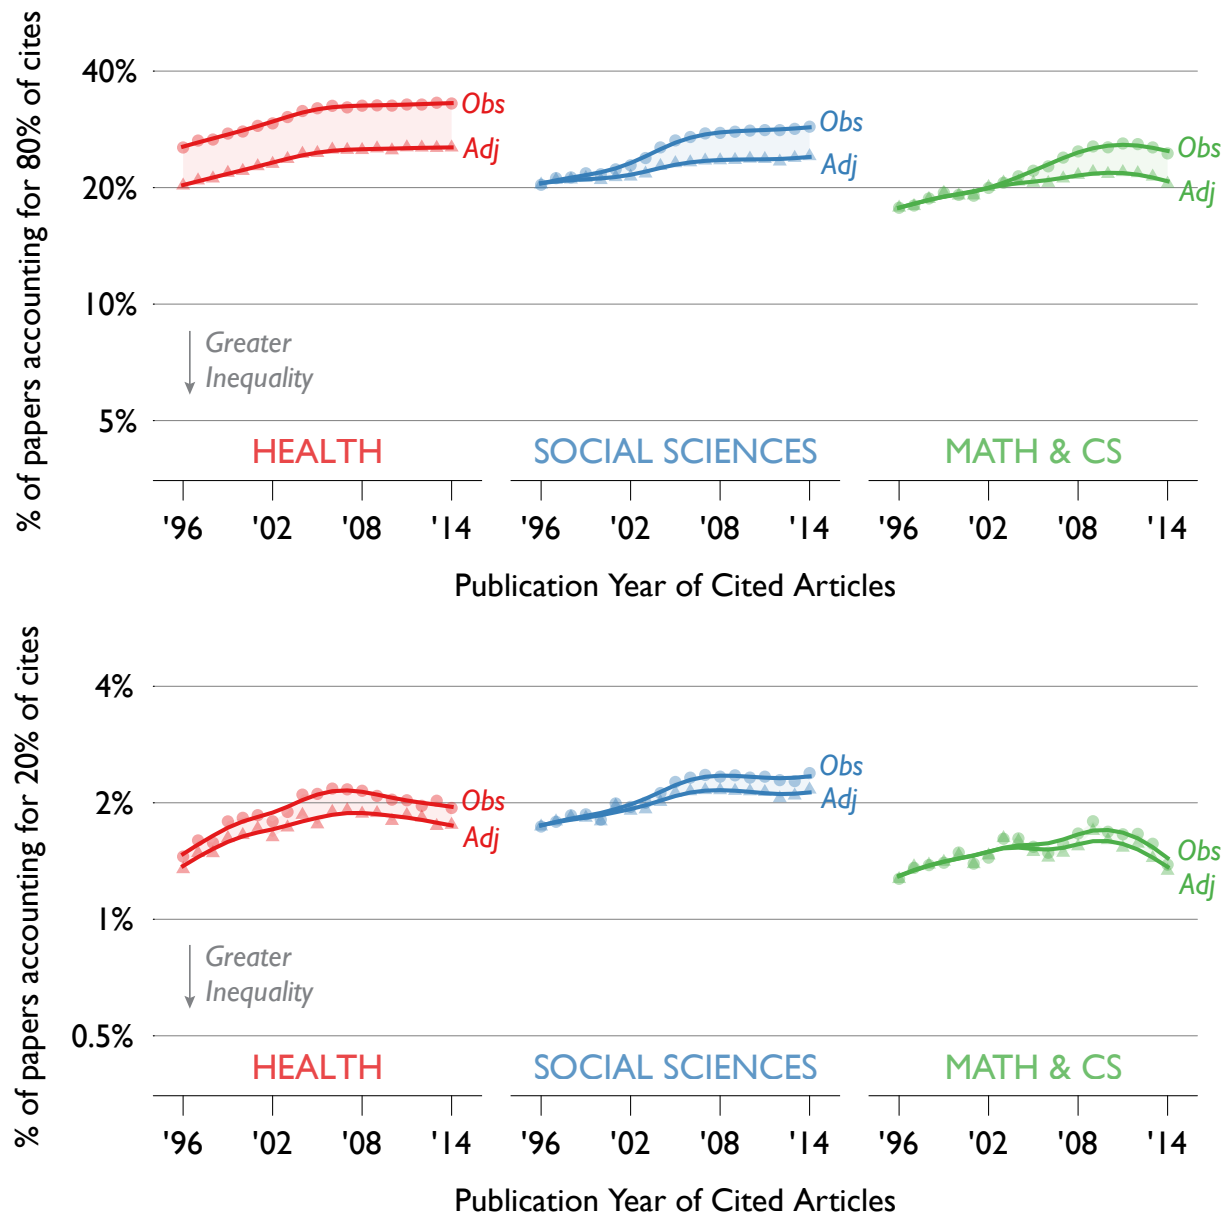 % of papers accounting for 80% of cites
40%
20%
10%
5%
Obs
Adj
Obs
Adj
Obs
Adj
Greater
Inequality
HEALTH
SOCIAL SCIENCES
MATH & CS
'96 '02 '08 '14 '96 '02 '08 '14 '96 '02 '08 '14
Publication Year of Cited Articles
% of papers accounting for 20% of cites
4%
2%
1%
0.5%
Obs
Adj
Obs
Adj
Obs
Adj
Greater
Inequality
HEALTH
SOCIAL SCIENCES
MATH & CS
'96 '02 '08 '14 '96 '02 '08 '14 '96 '02 '08 '14
Publication Year of Cited Articles